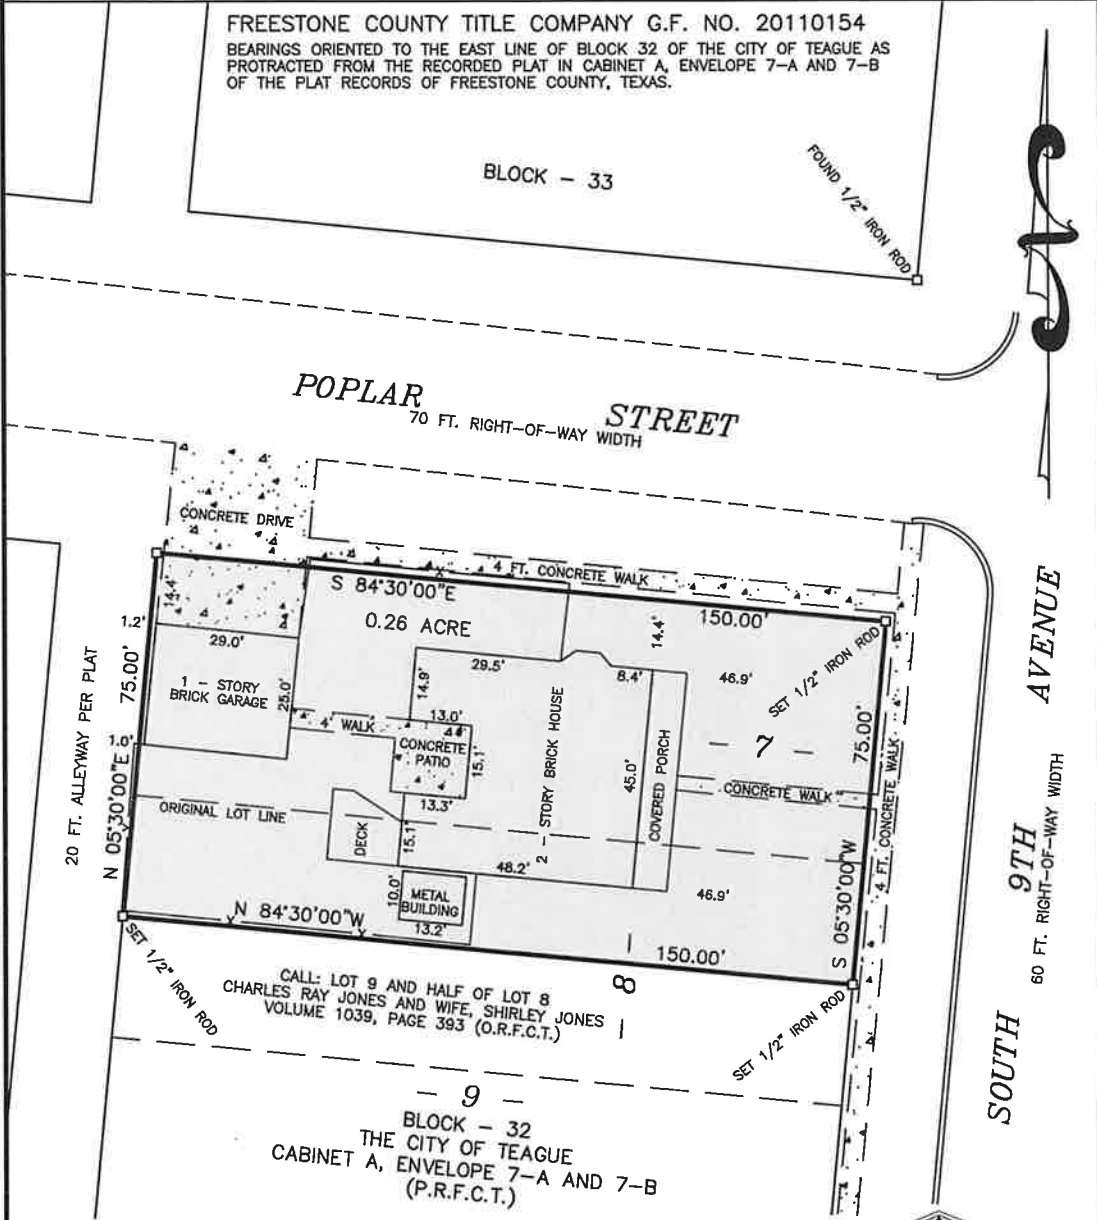 FREESTONE COUNTY TITLE COMPANY G.F. NO. 20110154
BEARINGS ORIENTED TO THE EAST LINE OF BLOCK 32 OF THE CITY OF TEAGUE AS
PROTRACTED FROM THE RECORDED PLAT IN CABINET A, ENVELOPE 7-A AND 7-B
OF THE PLAT RECORDS OF FREESTONE COUNTY, TEXAS.
BLOCK - 33
FOUND 1/2" IRON ROD
POPLAR STREET
70 FT. RIGHT-OF-WAY WIDTH
CONCRETE DRIVE
4 FT. CONCRETE WALK
S 84°30'00"E
150.00'
0.26 ACRE
14.4'
14.4'
1.2'
29.0'
29.5'
8.4'
46.9'
SET 1/2" IRON ROD
75.00'
1 - STORY
BRICK GARAGE
25.0'
14.9'
13.0'
4' WALK
CONCRETE
PATIO
15.1'
13.3'
2 - STORY BRICK HOUSE
45.0'
COVERED PORCH
- 7 -
75.00'
CONCRETE WALK
4 FT. CONCRETE WALK
20 FT. ALLEYWAY PER PLAT
1.0'
N 05°30'00"E
ORIGINAL LOT LINE
DECK
15.1'
48.2'
46.9'
10.0'
METAL
BUILDING
13.2'
S 05°30'00"W
N 84°30'00"W
150.00'
SET 1/2" IRON ROD
SET 1/2" IRON ROD
- 8 -
CALL: LOT 9 AND HALF OF LOT 8
CHARLES RAY JONES AND WIFE, SHIRLEY JONES
VOLUME 1039, PAGE 393 (O.R.F.C.T.)
- 9 -
BLOCK - 32
THE CITY OF TEAGUE
CABINET A, ENVELOPE 7-A AND 7-B
(P.R.F.C.T.)
SOUTH 9TH AVENUE
60 FT. RIGHT-OF-WAY WIDTH